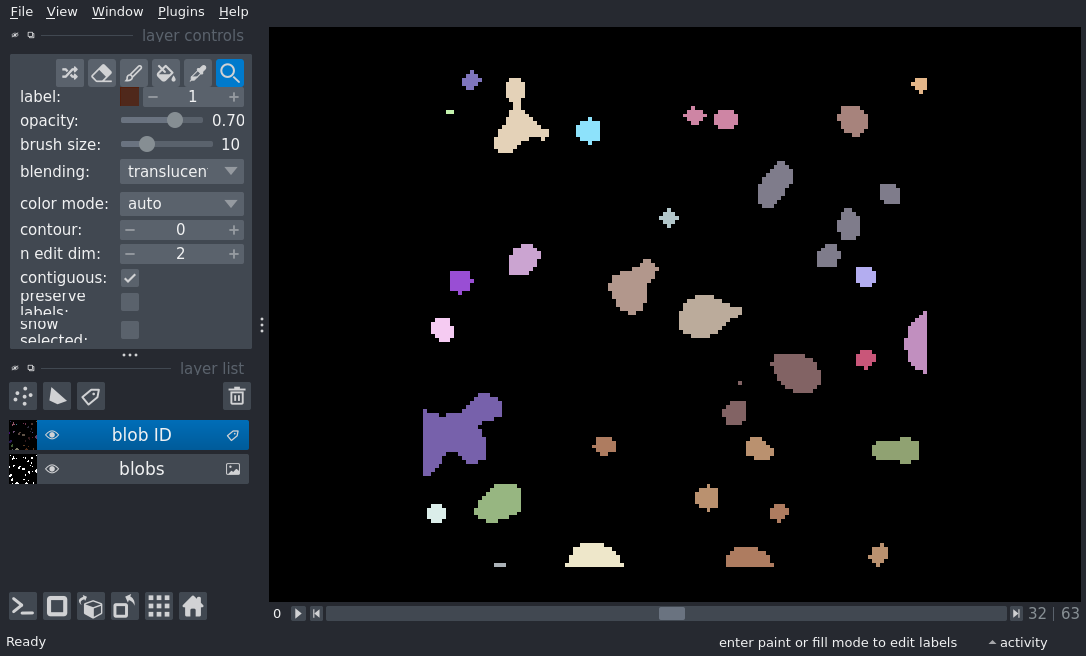 File View Window Plugins Help
layer controls
label: 1
opacity: 0.70
brush size: 10
blending: translucen
color mode: auto
contour: 0
n edit dim: 2
contiguous:
preserve
labels:
show
selected:
layer list
blob ID
blobs
0 32 63
Ready enter paint or fill mode to edit labels activity